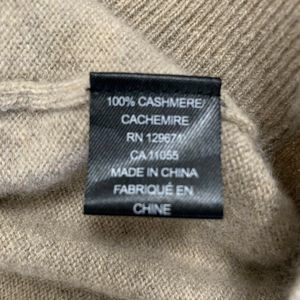 100% CASHMERE/
CACHEMIRE
RN 129671
CA 11055
MADE IN CHINA
FABRIQUÉ EN
CHINE